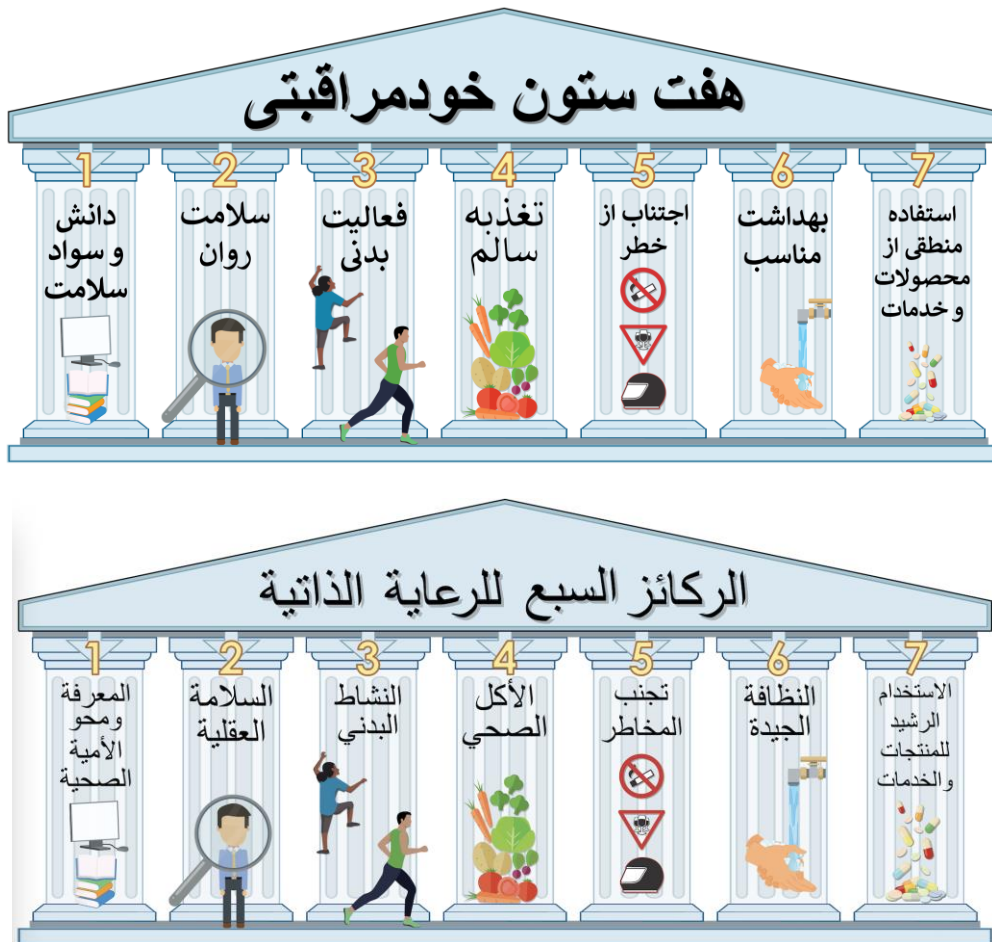 هفت ستون خودمراقبتی
1
دانش
و سواد
سلامت
2
سلامت
روان
3
فعالیت
بدنی
4
تغذبه
سالم
5
اجتناب از
خطر
6
بهداشت
مناسب
7
استفاده
منطقی از
محصولات
و خدمات
الركائز السبع للرعاية الذاتية
1
المعرفة
ومحو
الأمية
الصحية
2
السلامة
العقلية
3
النشاط
البدني
4
الأكل
الصحي
5
تجنب
المخاطر
6
النظافة
الجيدة
7
الاستخدام
الرشيد
للمنتجات
والخدمات